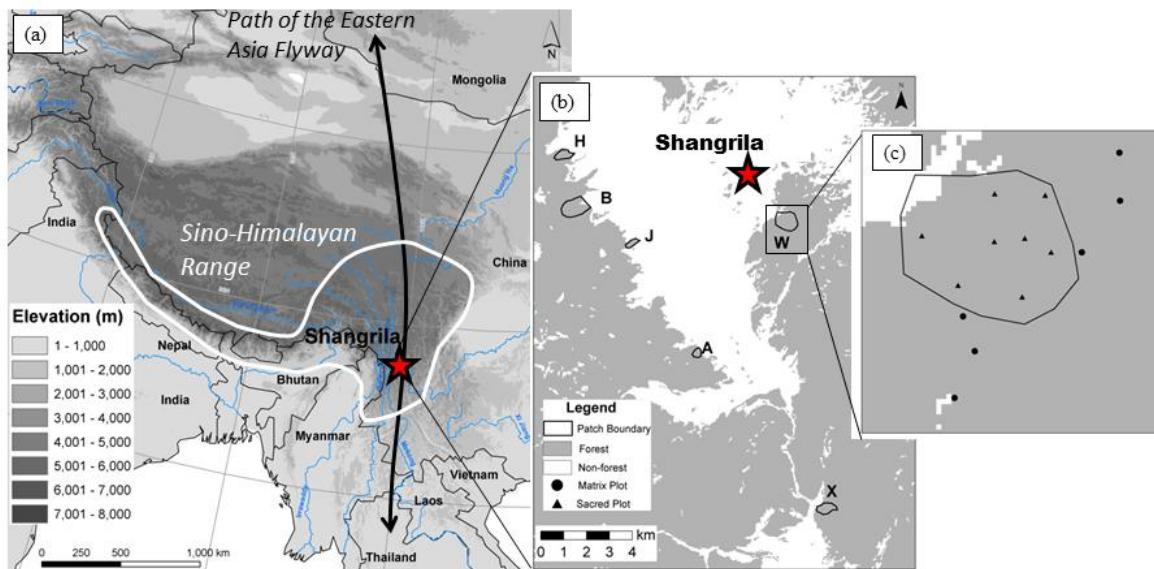 (a)
Path of the Eastern
Asia Flyway
N
Mongolia
India
Sino-Himalayan
Range
China
Elevation (m)
1 - 1,000
1,001 - 2,000
2,001 - 3,000
3,001 - 4,000
4,001 - 5,000
5,001 - 6,000
6,001 - 7,000
7,001 - 8,000
Shangrila
Nepal
Bhutan
India
Myanmar
Mekong
Irrawaddy
Vietnam
Laos
Thailand
0 250 500 1,000 km
(b)
N
H
Shangrila
B
J
W
A
Legend
Patch Boundary
Forest
Non-forest
Matrix Plot
Sacred Plot
X
0 1 2 3 4 km
(c)